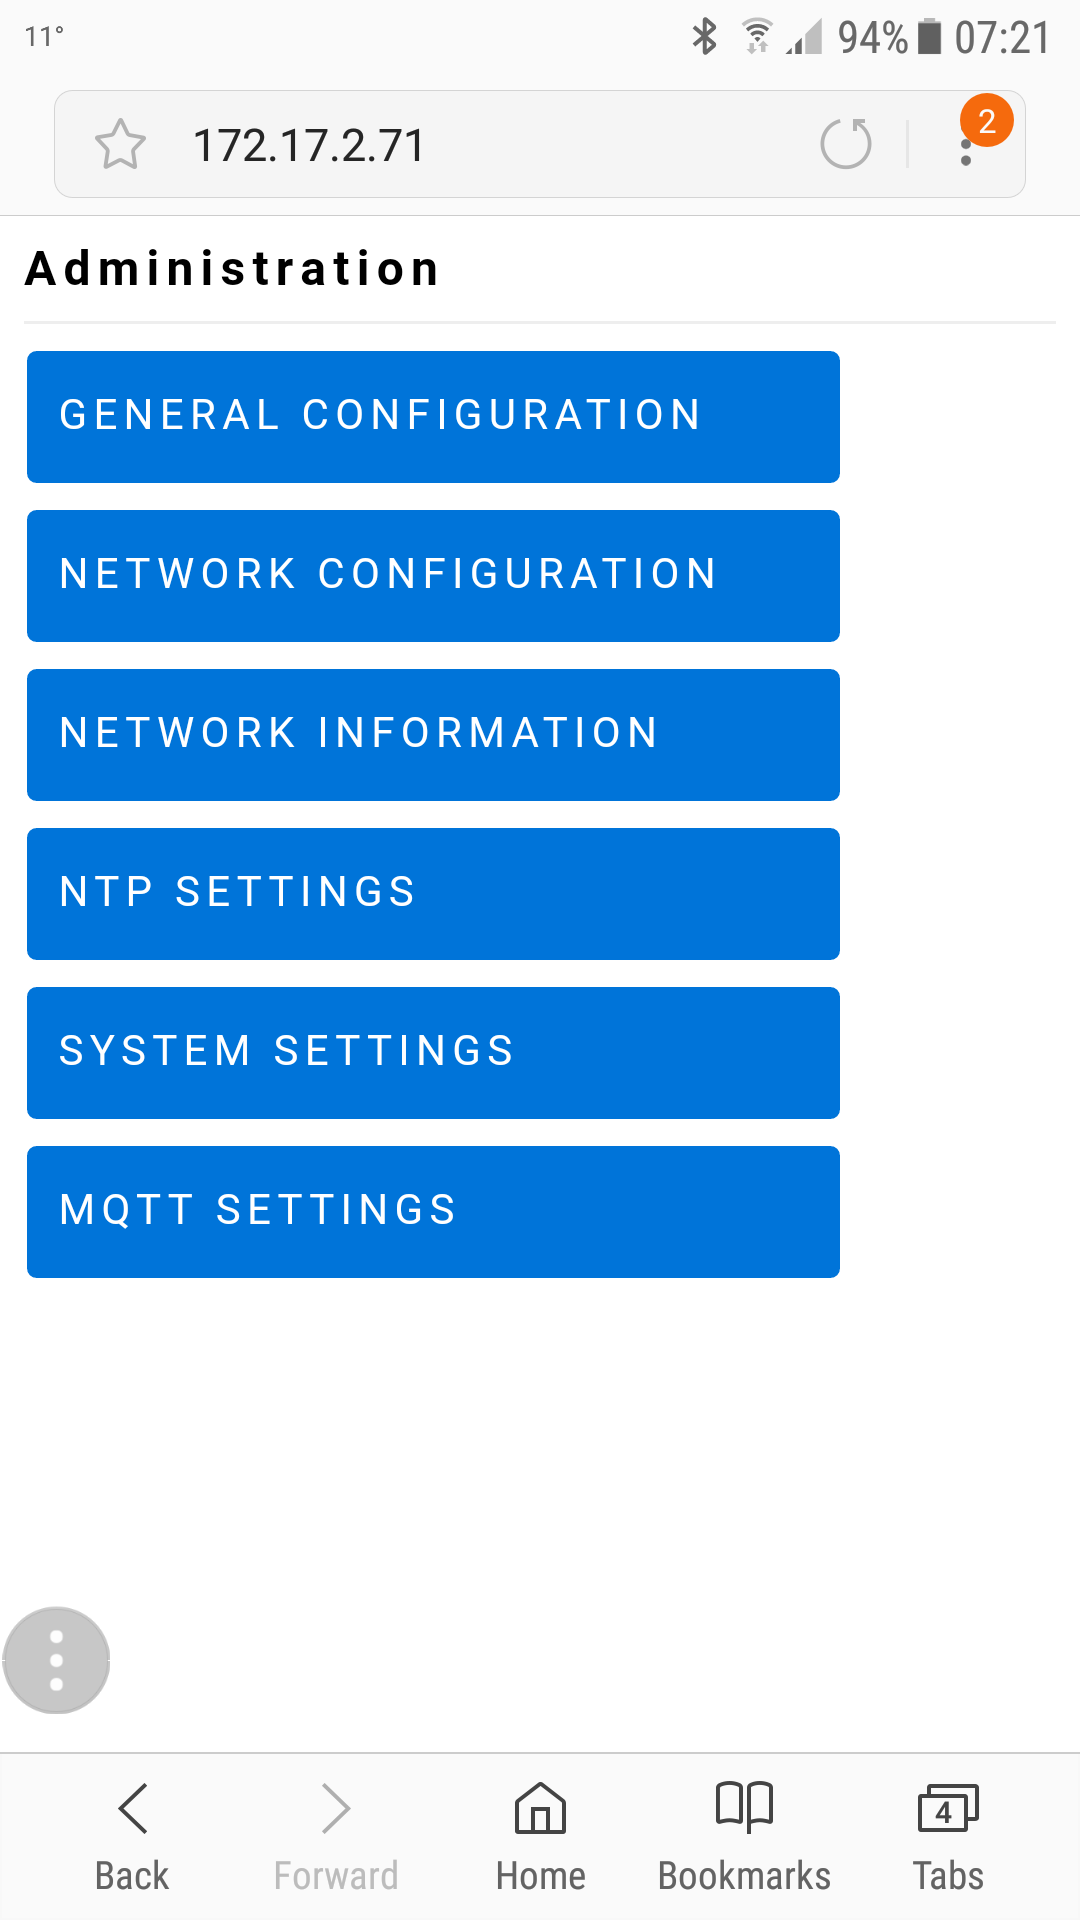 11° 94% 07:21
172.17.2.71 2
Administration
GENERAL CONFIGURATION
NETWORK CONFIGURATION
NETWORK INFORMATION
NTP SETTINGS
SYSTEM SETTINGS
MQTT SETTINGS
4
Back Forward Home Bookmarks Tabs